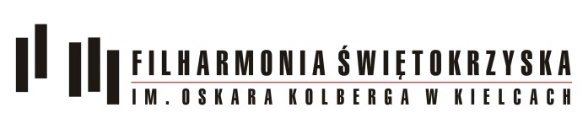 FILHARMONIA ŚWIĘTOKRZYSKA
IM. OSKARA KOLBERGA W KIELCACH